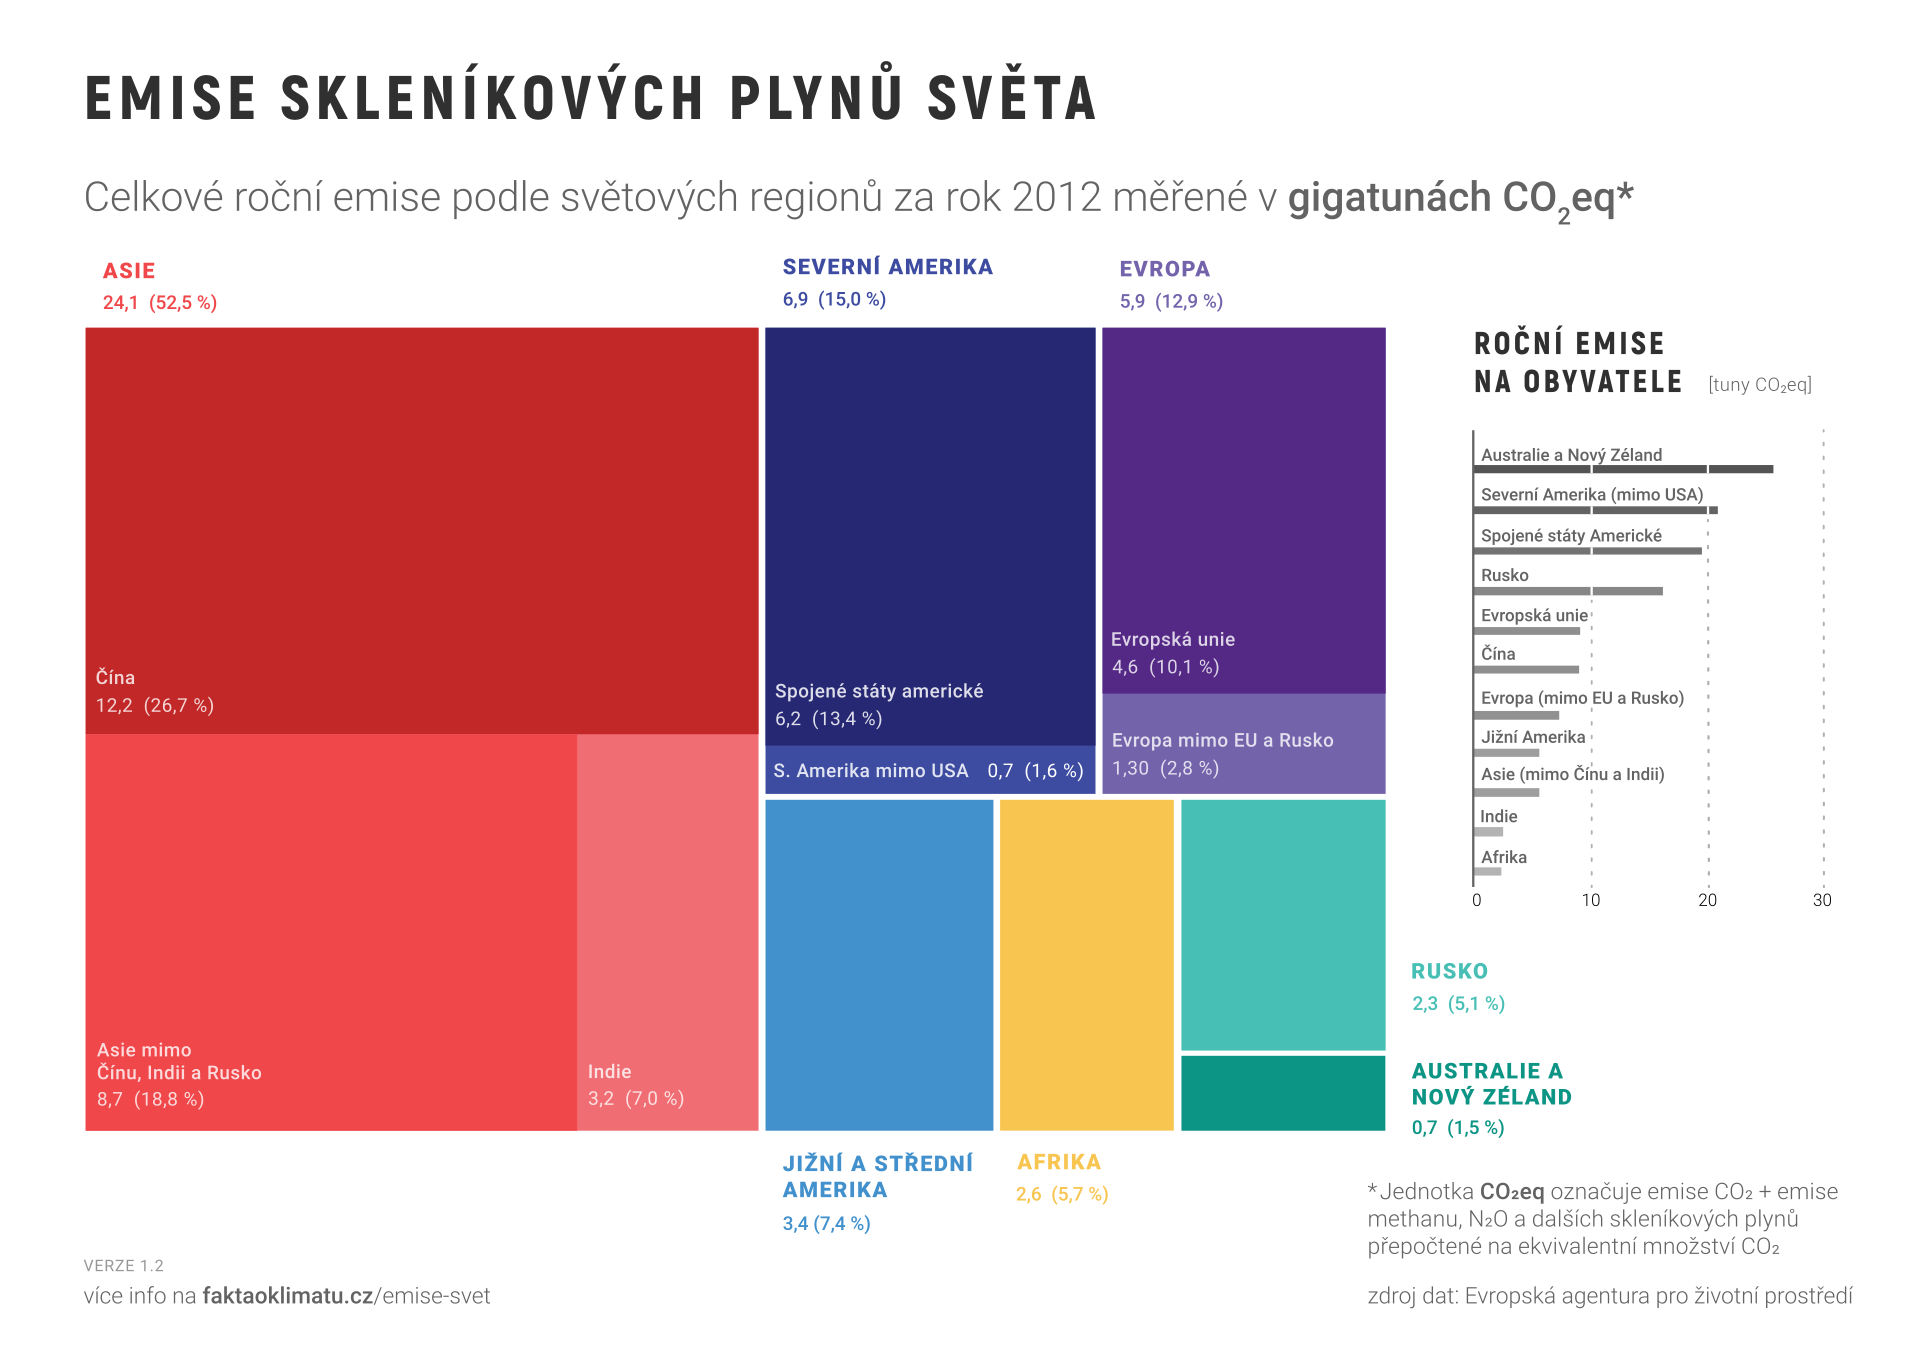 EMISE SKLENÍKOVÝCH PLYNŮ SVĚTA
Celkové roční emise podle světových regionů za rok 2012 měřené v gigatunách CO₂eq*
ASIE
24,1 (52,5 %)
SEVERNÍ AMERIKA
6,9 (15,0 %)
EVROPA
5,9 (12,9 %)
Čína
12,2 (26,7 %)
Asie mimo
Čínu, Indii a Rusko
8,7 (18,8 %)
Indie
3,2 (7,0 %)
Spojené státy americké
6,2 (13,4 %)
S. Amerika mimo USA 0,7 (1,6 %)
Evropská unie
4,6 (10,1 %)
Evropa mimo EU a Rusko
1,30 (2,8 %)
JIŽNÍ A STŘEDNÍ
AMERIKA
3,4 (7,4 %)
AFRIKA
2,6 (5,7 %)
RUSKO
2,3 (5,1 %)
AUSTRALIE A
NOVÝ ZÉLAND
0,7 (1,5 %)
ROČNÍ EMISE
NA OBYVATELE [tuny CO₂eq]
Australie a Nový Zéland
Severní Amerika (mimo USA)
Spojené státy Americké
Rusko
Evropská unie
Čína
Evropa (mimo EU a Rusko)
Jižní Amerika
Asie (mimo Čínu a Indii)
Indie
Afrika
0 10 20 30
*Jednotka CO₂eq označuje emise CO₂ + emise
methanu, N₂O a dalších skleníkových plynů
přepočtené na ekvivalentní množství CO₂
VERZE 1.2
více info na faktaoklimatu.cz/emise-svet
zdroj dat: Evropská agentura pro životní prostředí